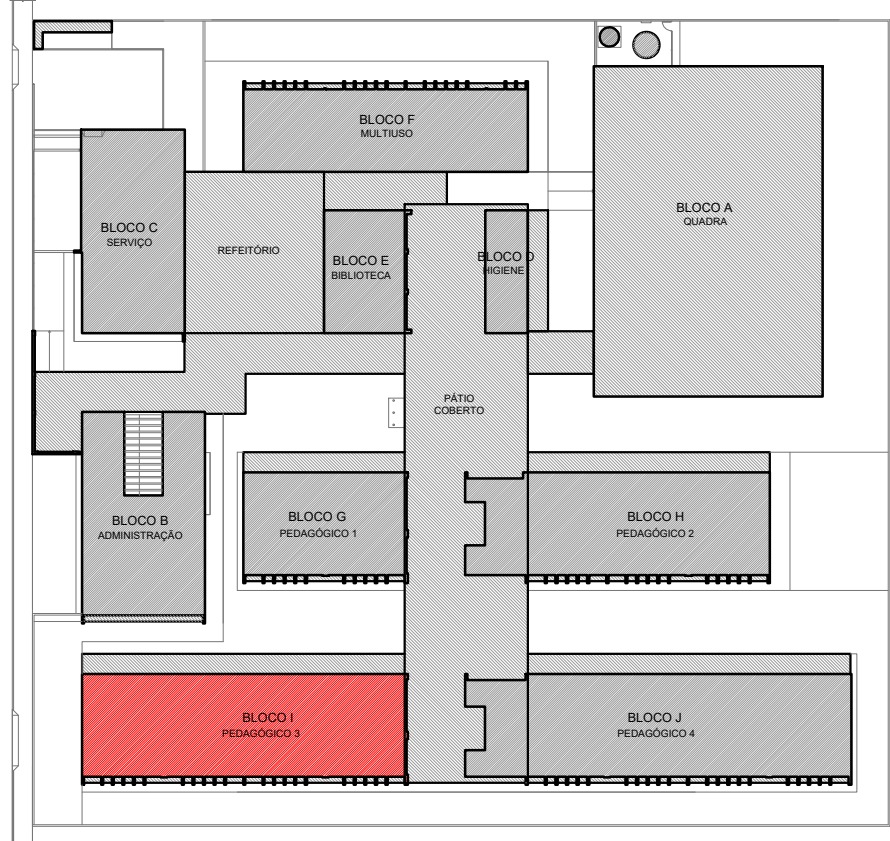 BLOCO F
MULTIUSO
BLOCO A
QUADRA
BLOCO C
SERVIÇO
REFEITÓRIO
BLOCO E
BIBLIOTECA
BLOCO D
HIGIENE
PÁTIO
COBERTO
BLOCO B
ADMINISTRAÇÃO
BLOCO G
PEDAGÓGICO 1
BLOCO H
PEDAGÓGICO 2
BLOCO I
PEDAGÓGICO 3
BLOCO J
PEDAGÓGICO 4